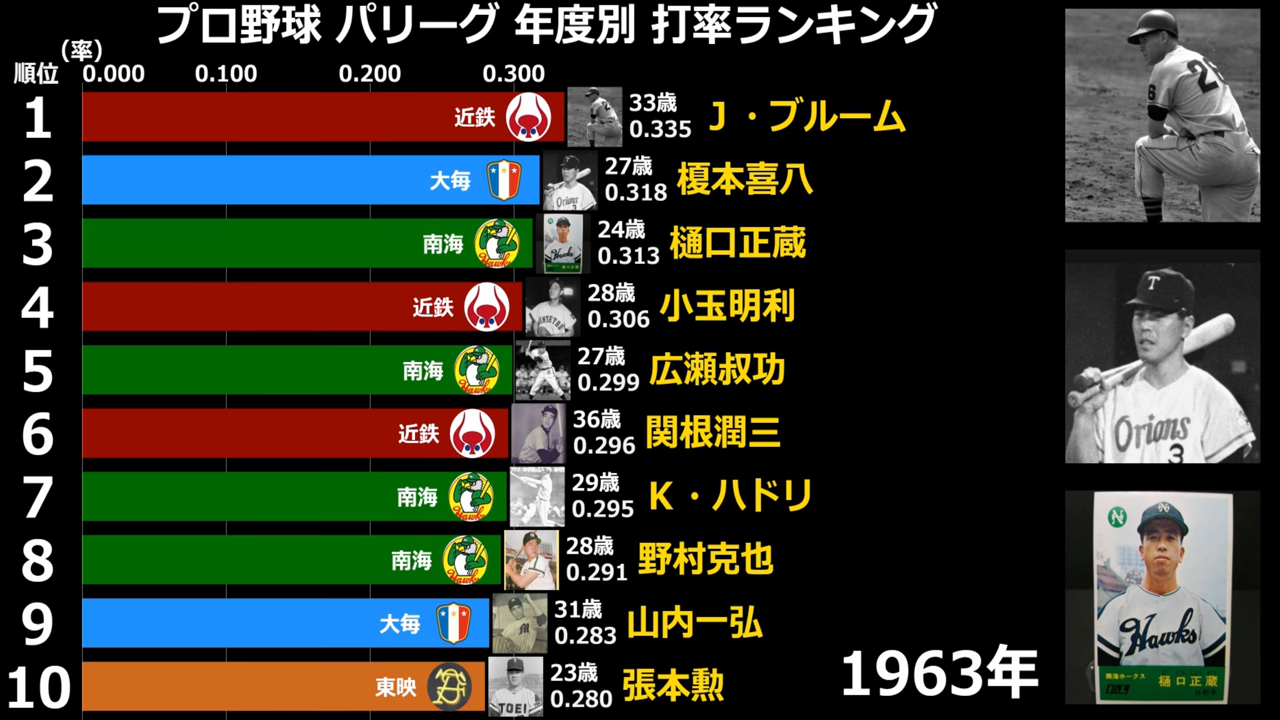 プロ野球 パリーグ 年度別 打率ランキング
(率)
順位 0.000 0.100 0.200 0.300
1 近鉄 33歳 0.335 J・ブルーム
2 大毎 27歳 0.318 榎本喜八
3 南海 24歳 0.313 樋口正蔵
4 近鉄 28歳 0.306 小玉明利
5 南海 27歳 0.299 広瀬叔功
6 近鉄 36歳 0.296 関根潤三
7 南海 29歳 0.295 K・ハドリ
8 南海 28歳 0.291 野村克也
9 大毎 31歳 0.283 山内一弘
10 東映 23歳 0.280 張本勲
1963年
T
Orions
3
N
Hawks
南海ホークス
樋口正蔵
TOEI